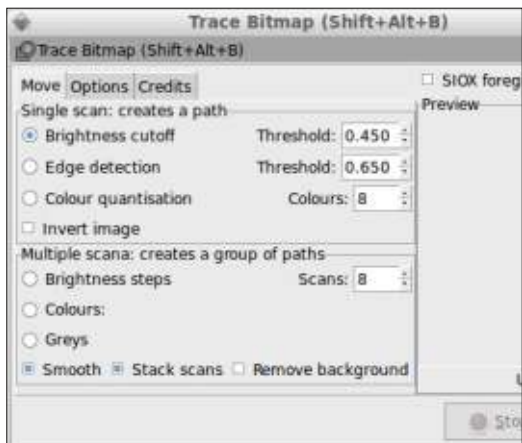 Trace Bitmap (Shift+Alt+B)
Trace Bitmap (Shift+Alt+B)
Move Options Credits
SIOX foreg
Single scan: creates a path
Preview
Brightness cutoff Threshold: 0.450
Edge detection Threshold: 0.650
Colour quantisation Colours: 8
Invert image
Multiple scana: creates a group of paths
Brightness steps Scans: 8
Colours:
Greys
Smooth Stack scans Remove background
U
Sto